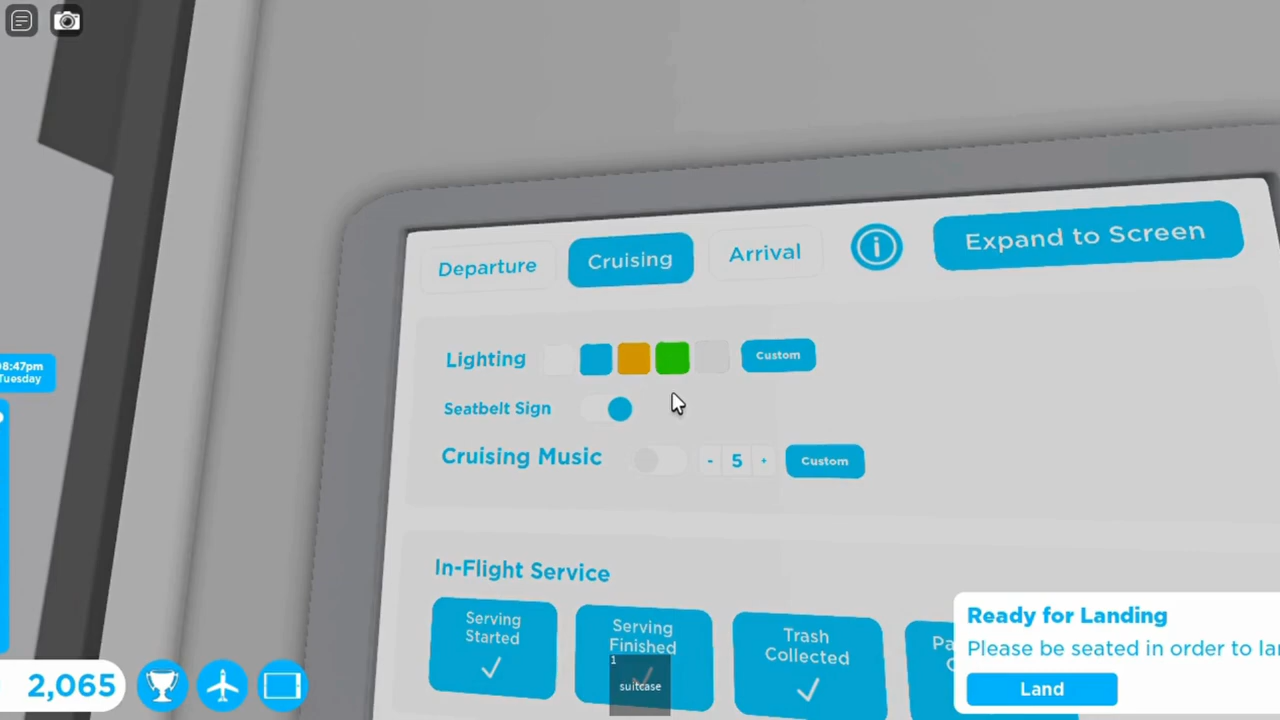 Departure
Cruising
Arrival
i
Expand to Screen
Lighting
Custom
8:47pm
Tuesday
Seatbelt Sign
Cruising Music
- 5 +
Custom
In-Flight Service
Serving
Started
Serving
Finished
Trash
Collected
Ready for Landing
Please be seated in order to
Land
2,065
1
suitcase